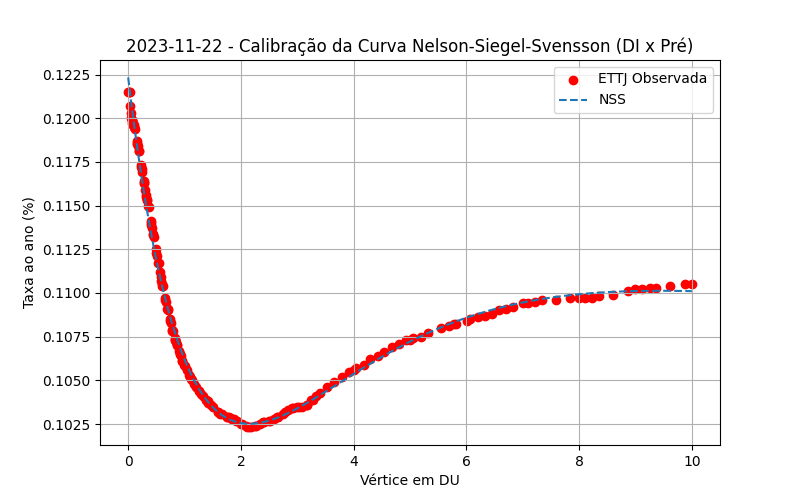 2023-11-22 - Calibração da Curva Nelson-Siegel-Svensson (DI x Pré)
ETTJ Observada
NSS
Taxa ao ano (%)
0.1225
0.1200
0.1175
0.1150
0.1125
0.1100
0.1075
0.1050
0.1025
0 2 4 6 8 10
Vértice em DU